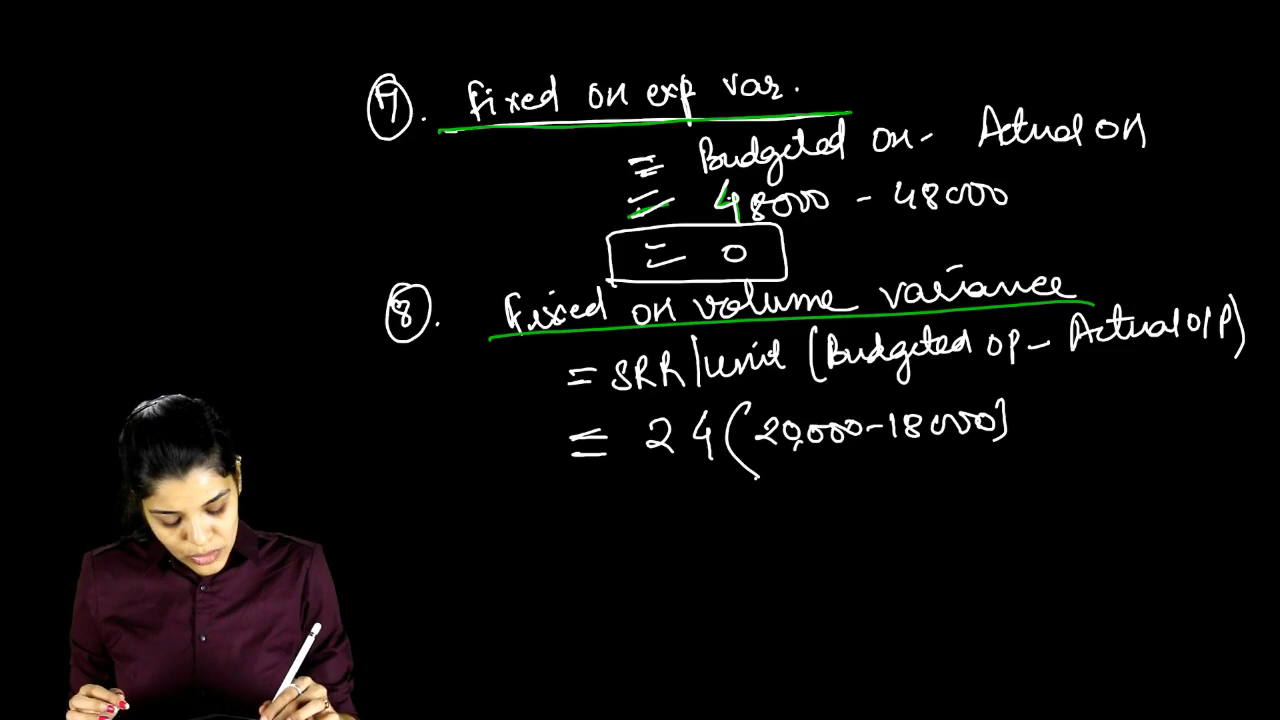 7. Fixed OH exp var.
= Budgeted OH - Actual OH
= 48000 - 48000
= 0
8. Fixed OH volume variance
= SRR/unit (Budgeted OP - Actual O/P)
= 24 (20,000 - 18000)